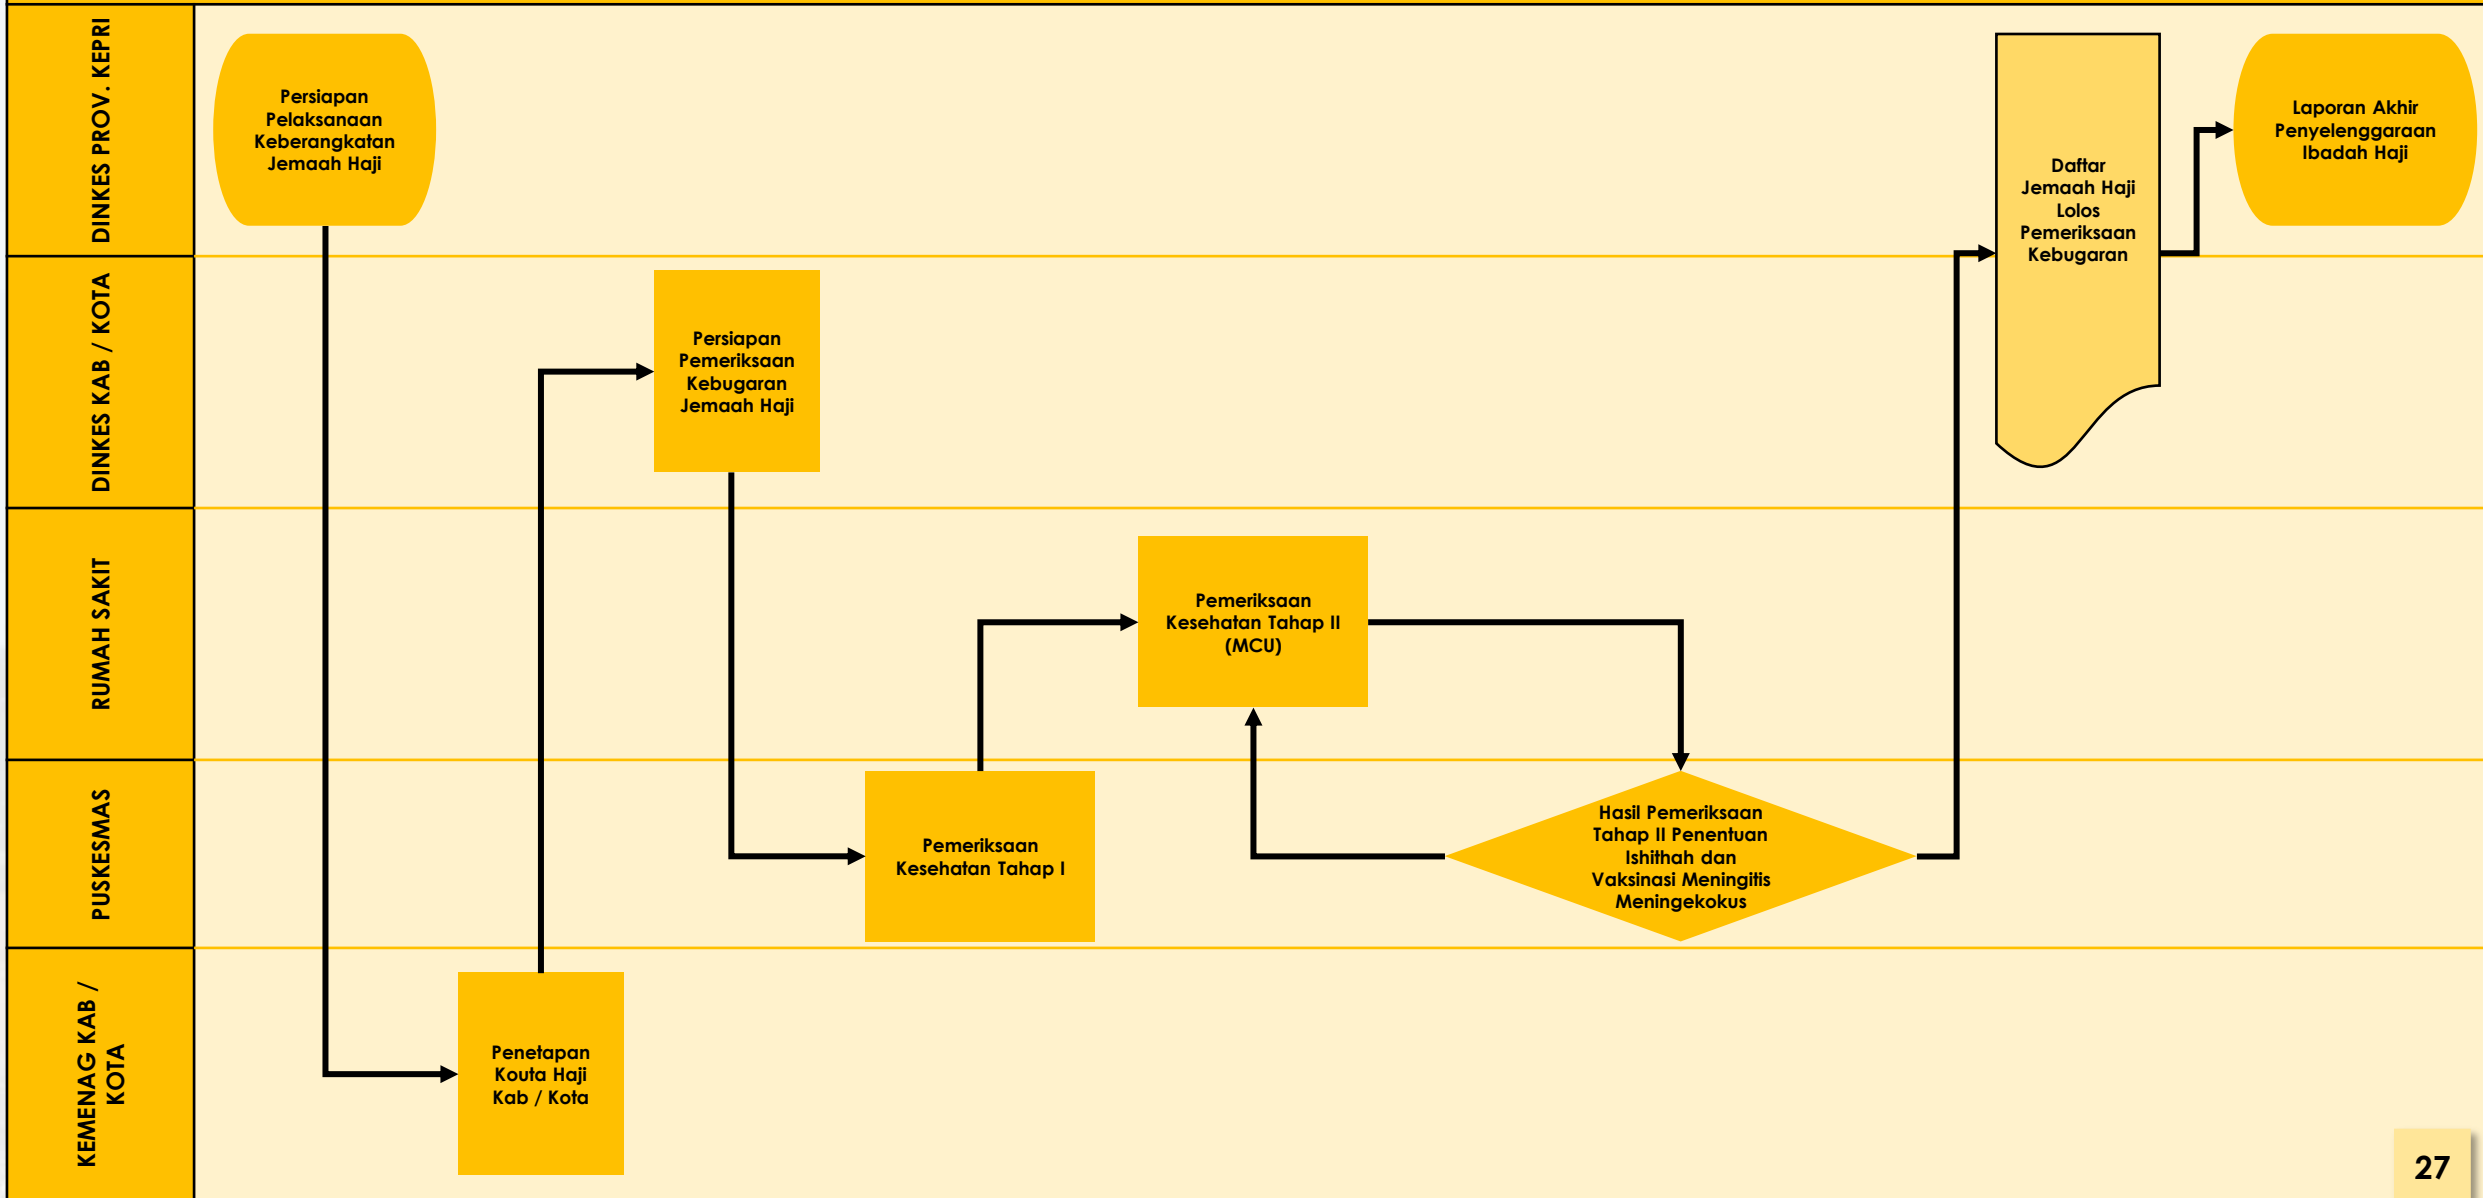 DINKES PROV. KEPRI
Persiapan
Pelaksanaan
Keberangkatan
Jemaah Haji
Daftar
Jemaah Haji
Lolos
Pemeriksaan
Kebugaran
Laporan Akhir
Penyelenggaraan
Ibadah Haji
DINKES KAB / KOTA
Persiapan
Pemeriksaan
Kebugaran
Jemaah Haji
RUMAH SAKIT
Pemeriksaan
Kesehatan Tahap II
(MCU)
PUSKESMAS
Pemeriksaan
Kesehatan Tahap I
Hasil Pemeriksaan
Tahap II Penentuan
Ishithah dan
Vaksinasi Meningitis
Meningekokus
KEMENAG KAB /
KOTA
Penetapan
Kouta Haji
Kab / Kota
27